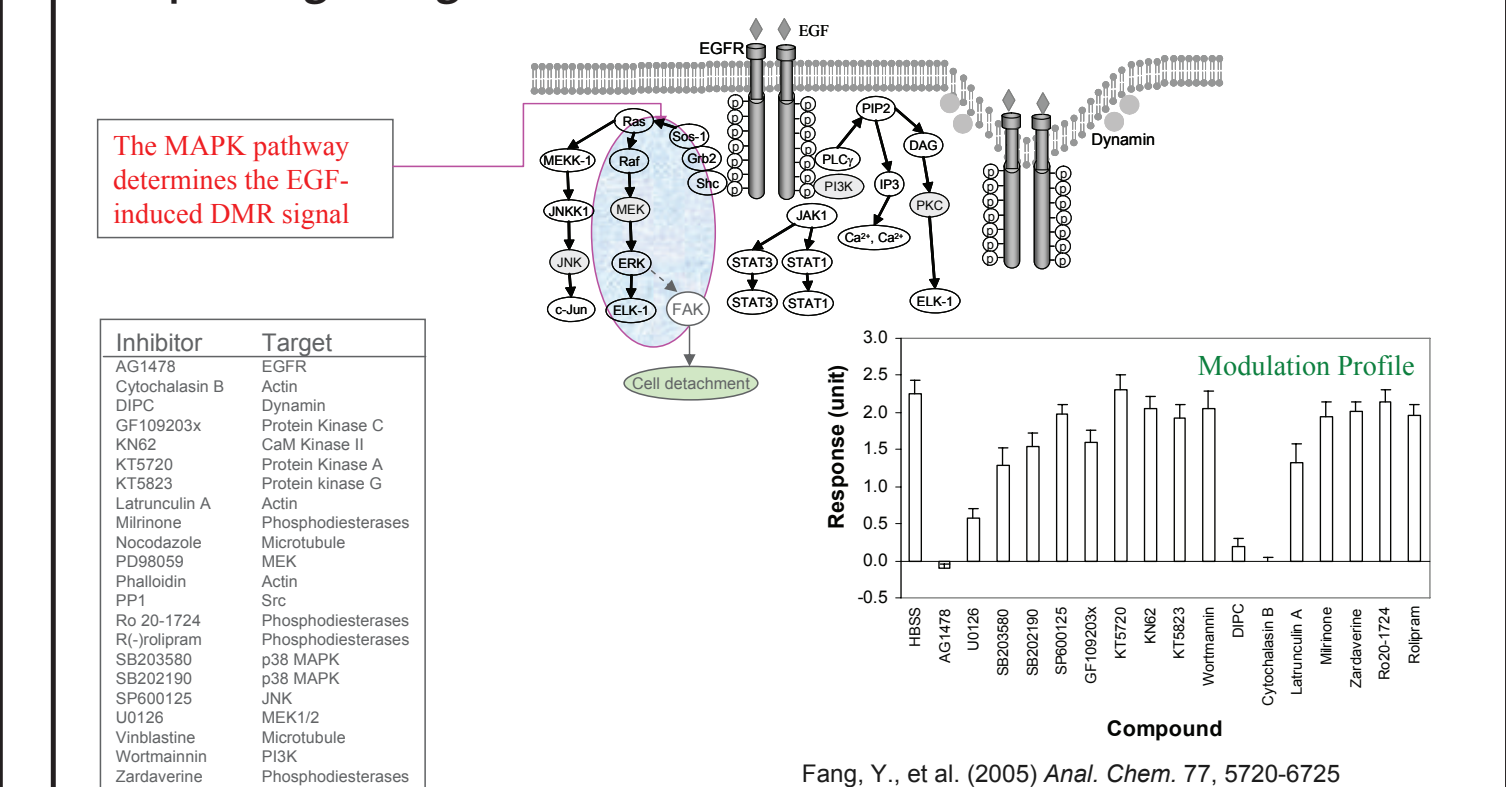 EGF
EGFR
The MAPK pathway
determines the EGF-
induced DMR signal
Ras
Sos-1
Grb2
Shc
MEKK-1
Raf
JNKK1
MEK
JNK
ERK
c-Jun
ELK-1
FAK
Cell detachment
p p p p p p p
p p p p p p p
PIP2
PLCγ
PI3K
DAG
IP3
PKC
JAK1
Ca2+, Ca2+
STAT3
STAT1
STAT3
STAT1
ELK-1
Dynamin
p p p p p p p
p p p p p p p
Inhibitor Target
AG1478 EGFR
Cytochalasin B Actin
DIPC Dynamin
GF109203x Protein Kinase C
KN62 CaM Kinase II
KT5720 Protein Kinase A
KT5823 Protein kinase G
Latrunculin A Actin
Milrinone Phosphodiesterases
Nocodazole Microtubule
PD98059 MEK
Phalloidin Actin
PP1 Src
Ro 20-1724 Phosphodiesterases
R(-)rolipram Phosphodiesterases
SB203580 p38 MAPK
SB202190 p38 MAPK
SP600125 JNK
U0126 MEK1/2
Vinblastine Microtubule
Wortmainnin PI3K
Zardaverine Phosphodiesterases
Modulation Profile
Response (unit)
3.0
2.5
2.0
1.5
1.0
0.5
0.0
-0.5
HBSS
AG1478
U0126
SB203580
SB202190
SP600125
GF109203x
KT5720
KN62
KT5823
Wortmannin
DIPC
Cytochalasin B
Latrunculin A
Milrinone
Zardaverine
Ro20-1724
Rolipram
Compound
Fang, Y., et al. (2005) Anal. Chem. 77, 5720-6725